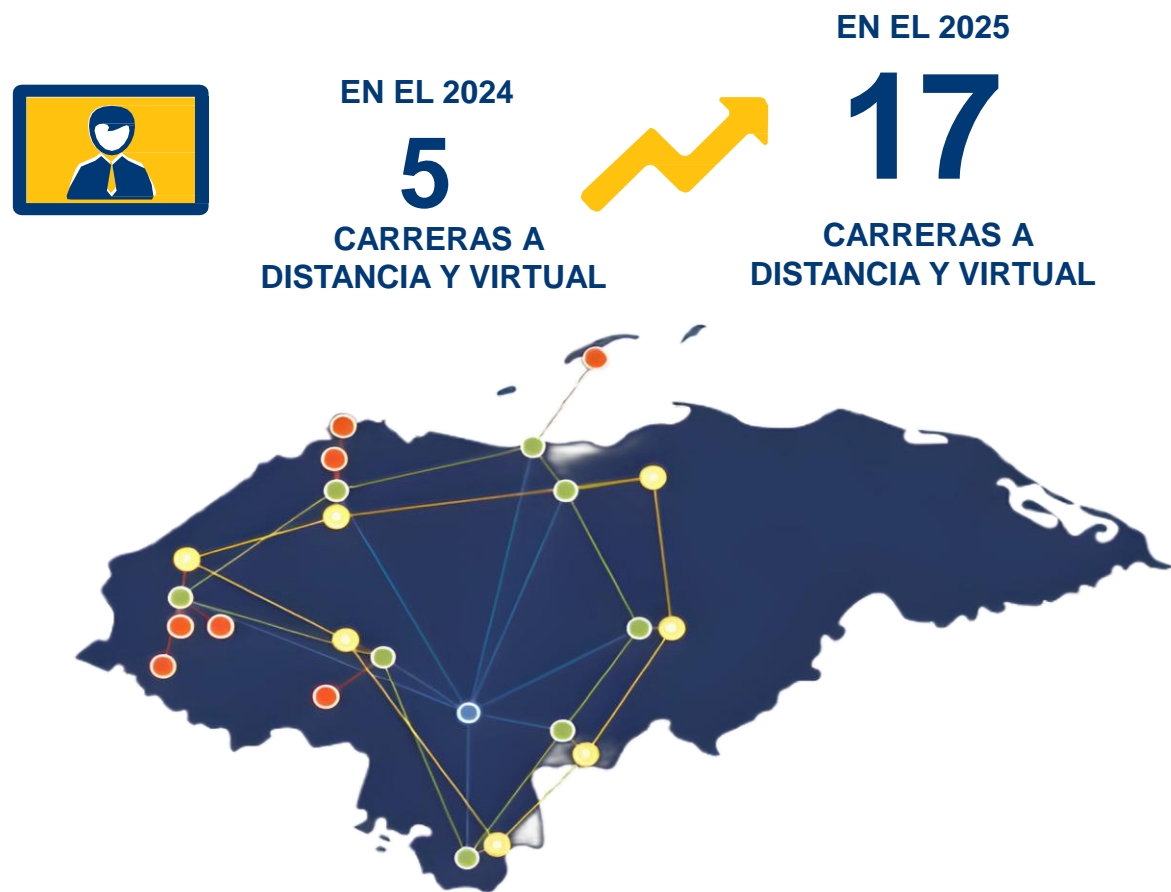 EN EL 2024
5
CARRERAS A
DISTANCIA Y VIRTUAL
EN EL 2025
17
CARRERAS A
DISTANCIA Y VIRTUAL